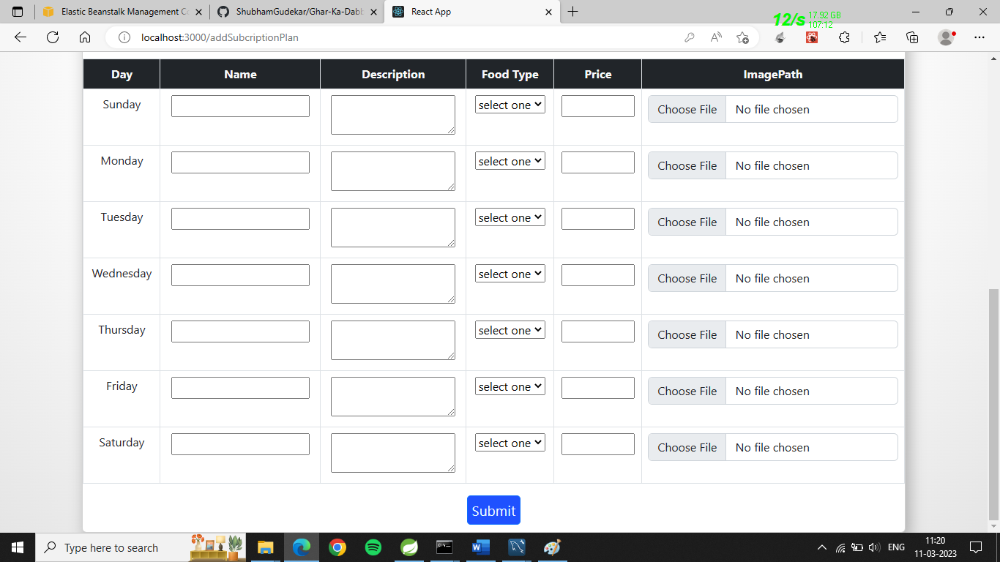 Elastic Beanstalk Management Co
ShubhamGudekar/Ghar-Ka-Dabb
React App
12/s 17.92 GB
107:12
localhost:3000/addSubcriptionPlan
Day Name Description Food Type Price ImagePath
Sunday select one Choose File No file chosen
Monday select one Choose File No file chosen
Tuesday select one Choose File No file chosen
Wednesday select one Choose File No file chosen
Thursday select one Choose File No file chosen
Friday select one Choose File No file chosen
Saturday select one Choose File No file chosen
Submit
Type here to search
ENG
11:20
11-03-2023